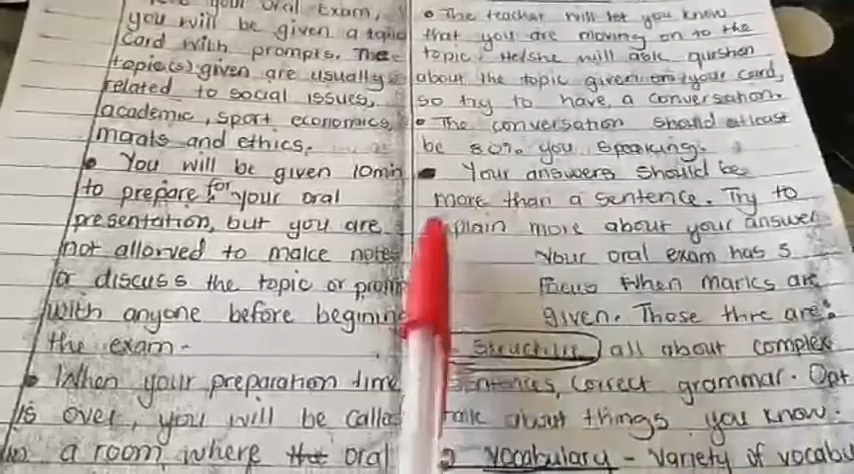 your Oral Exam,
you will be given a topic
card with prompts. The
topic(s) given are usually
related to social issues,
academic, sport economics,
morals and ethics.
• You will be given 10min
to prepare for your oral
presentation, but you are
not allowed to make notes
or discuss the topic or prom
with anyone before begining
the exam.
• When your preparation time
is over, you will be called
a room where oral
• The teacher will let you know
that you are moving on to the
topic. He/she will ask question
about the topic given on your card,
so try to have a conversation.
• The conversation should atleast
be 80% you speaking.
• Your answers should be
more than a sentence. Try to
plain more about your answer
Your oral exam has 3
focus when marks are
given. Those thre are:
Structure all about complex
sentences, correct grammar. Opt
talk about things you know.
Vocabulary - Variety of vocabu